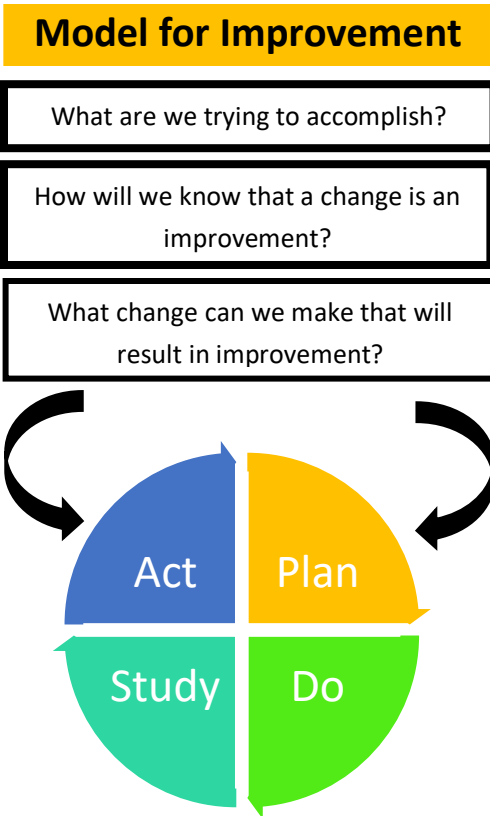 Model for Improvement
What are we trying to accomplish?
How will we know that a change is an
improvement?
What change can we make that will
result in improvement?
Act
Plan
Study
Do